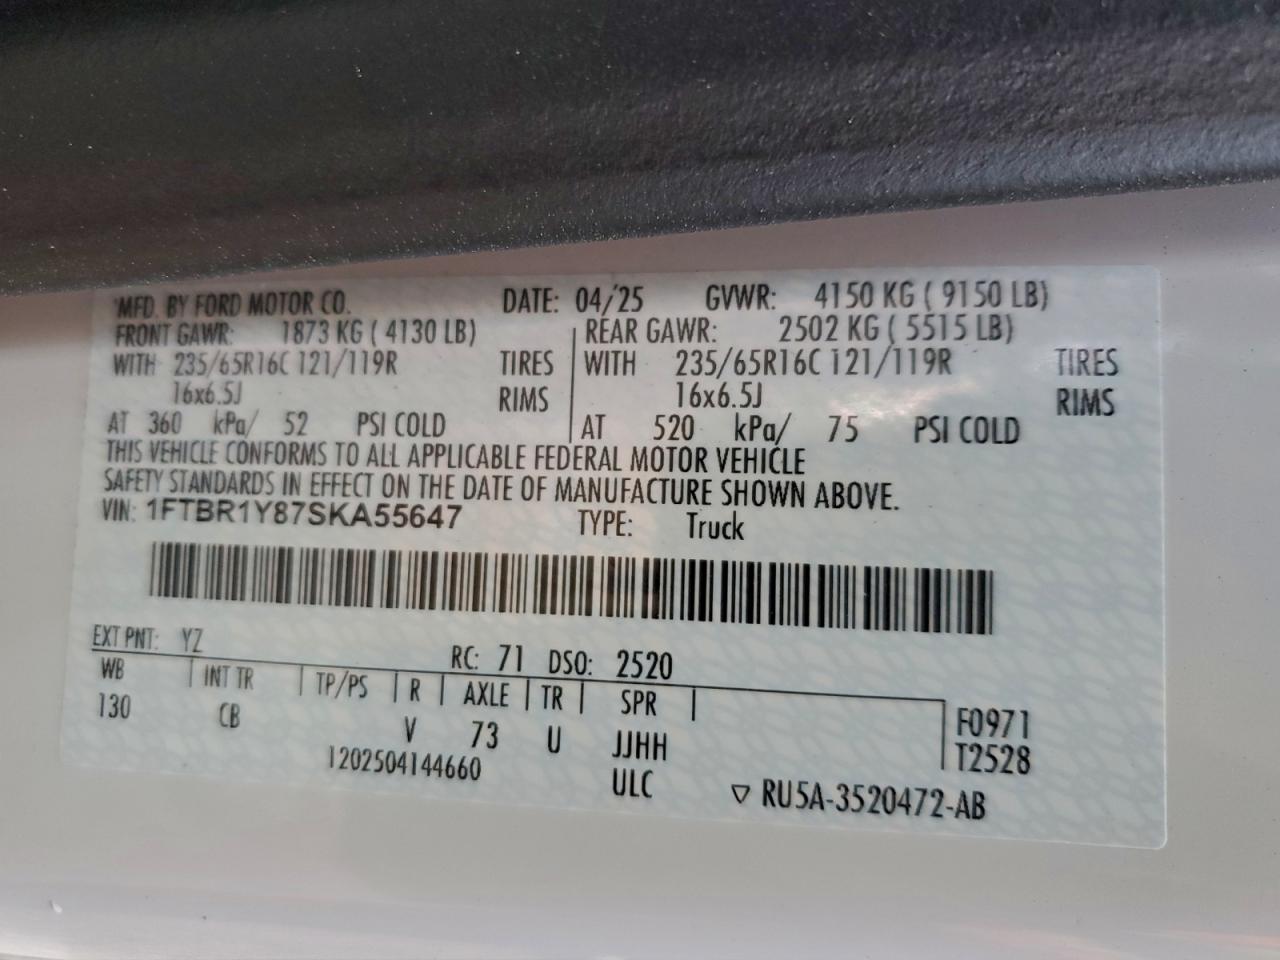 MFD. BY FORD MOTOR CO. DATE: 04/25 GVWR: 4150 KG ( 9150 LB)
FRONT GAWR: 1873 KG ( 4130 LB) REAR GAWR: 2502 KG ( 5515 LB)
WITH 235/65R16C 121/119R TIRES WITH 235/65R16C 121/119R TIRES
16x6.5J RIMS 16x6.5J RIMS
AT 360 kPa/ 52 PSI COLD AT 520 kPa/ 75 PSI COLD
THIS VEHICLE CONFORMS TO ALL APPLICABLE FEDERAL MOTOR VEHICLE
SAFETY STANDARDS IN EFFECT ON THE DATE OF MANUFACTURE SHOWN ABOVE.
VIN: 1FTBR1Y87SKA55647 TYPE: Truck
EXT PNT: YZ RC: 71 DSO: 2520
WB INT TR TP/PS R AXLE TR SPR
130 CB V 73 U JJHH F0971
T2528
1202504144660 ULC ▽ RU5A-3520472-AB